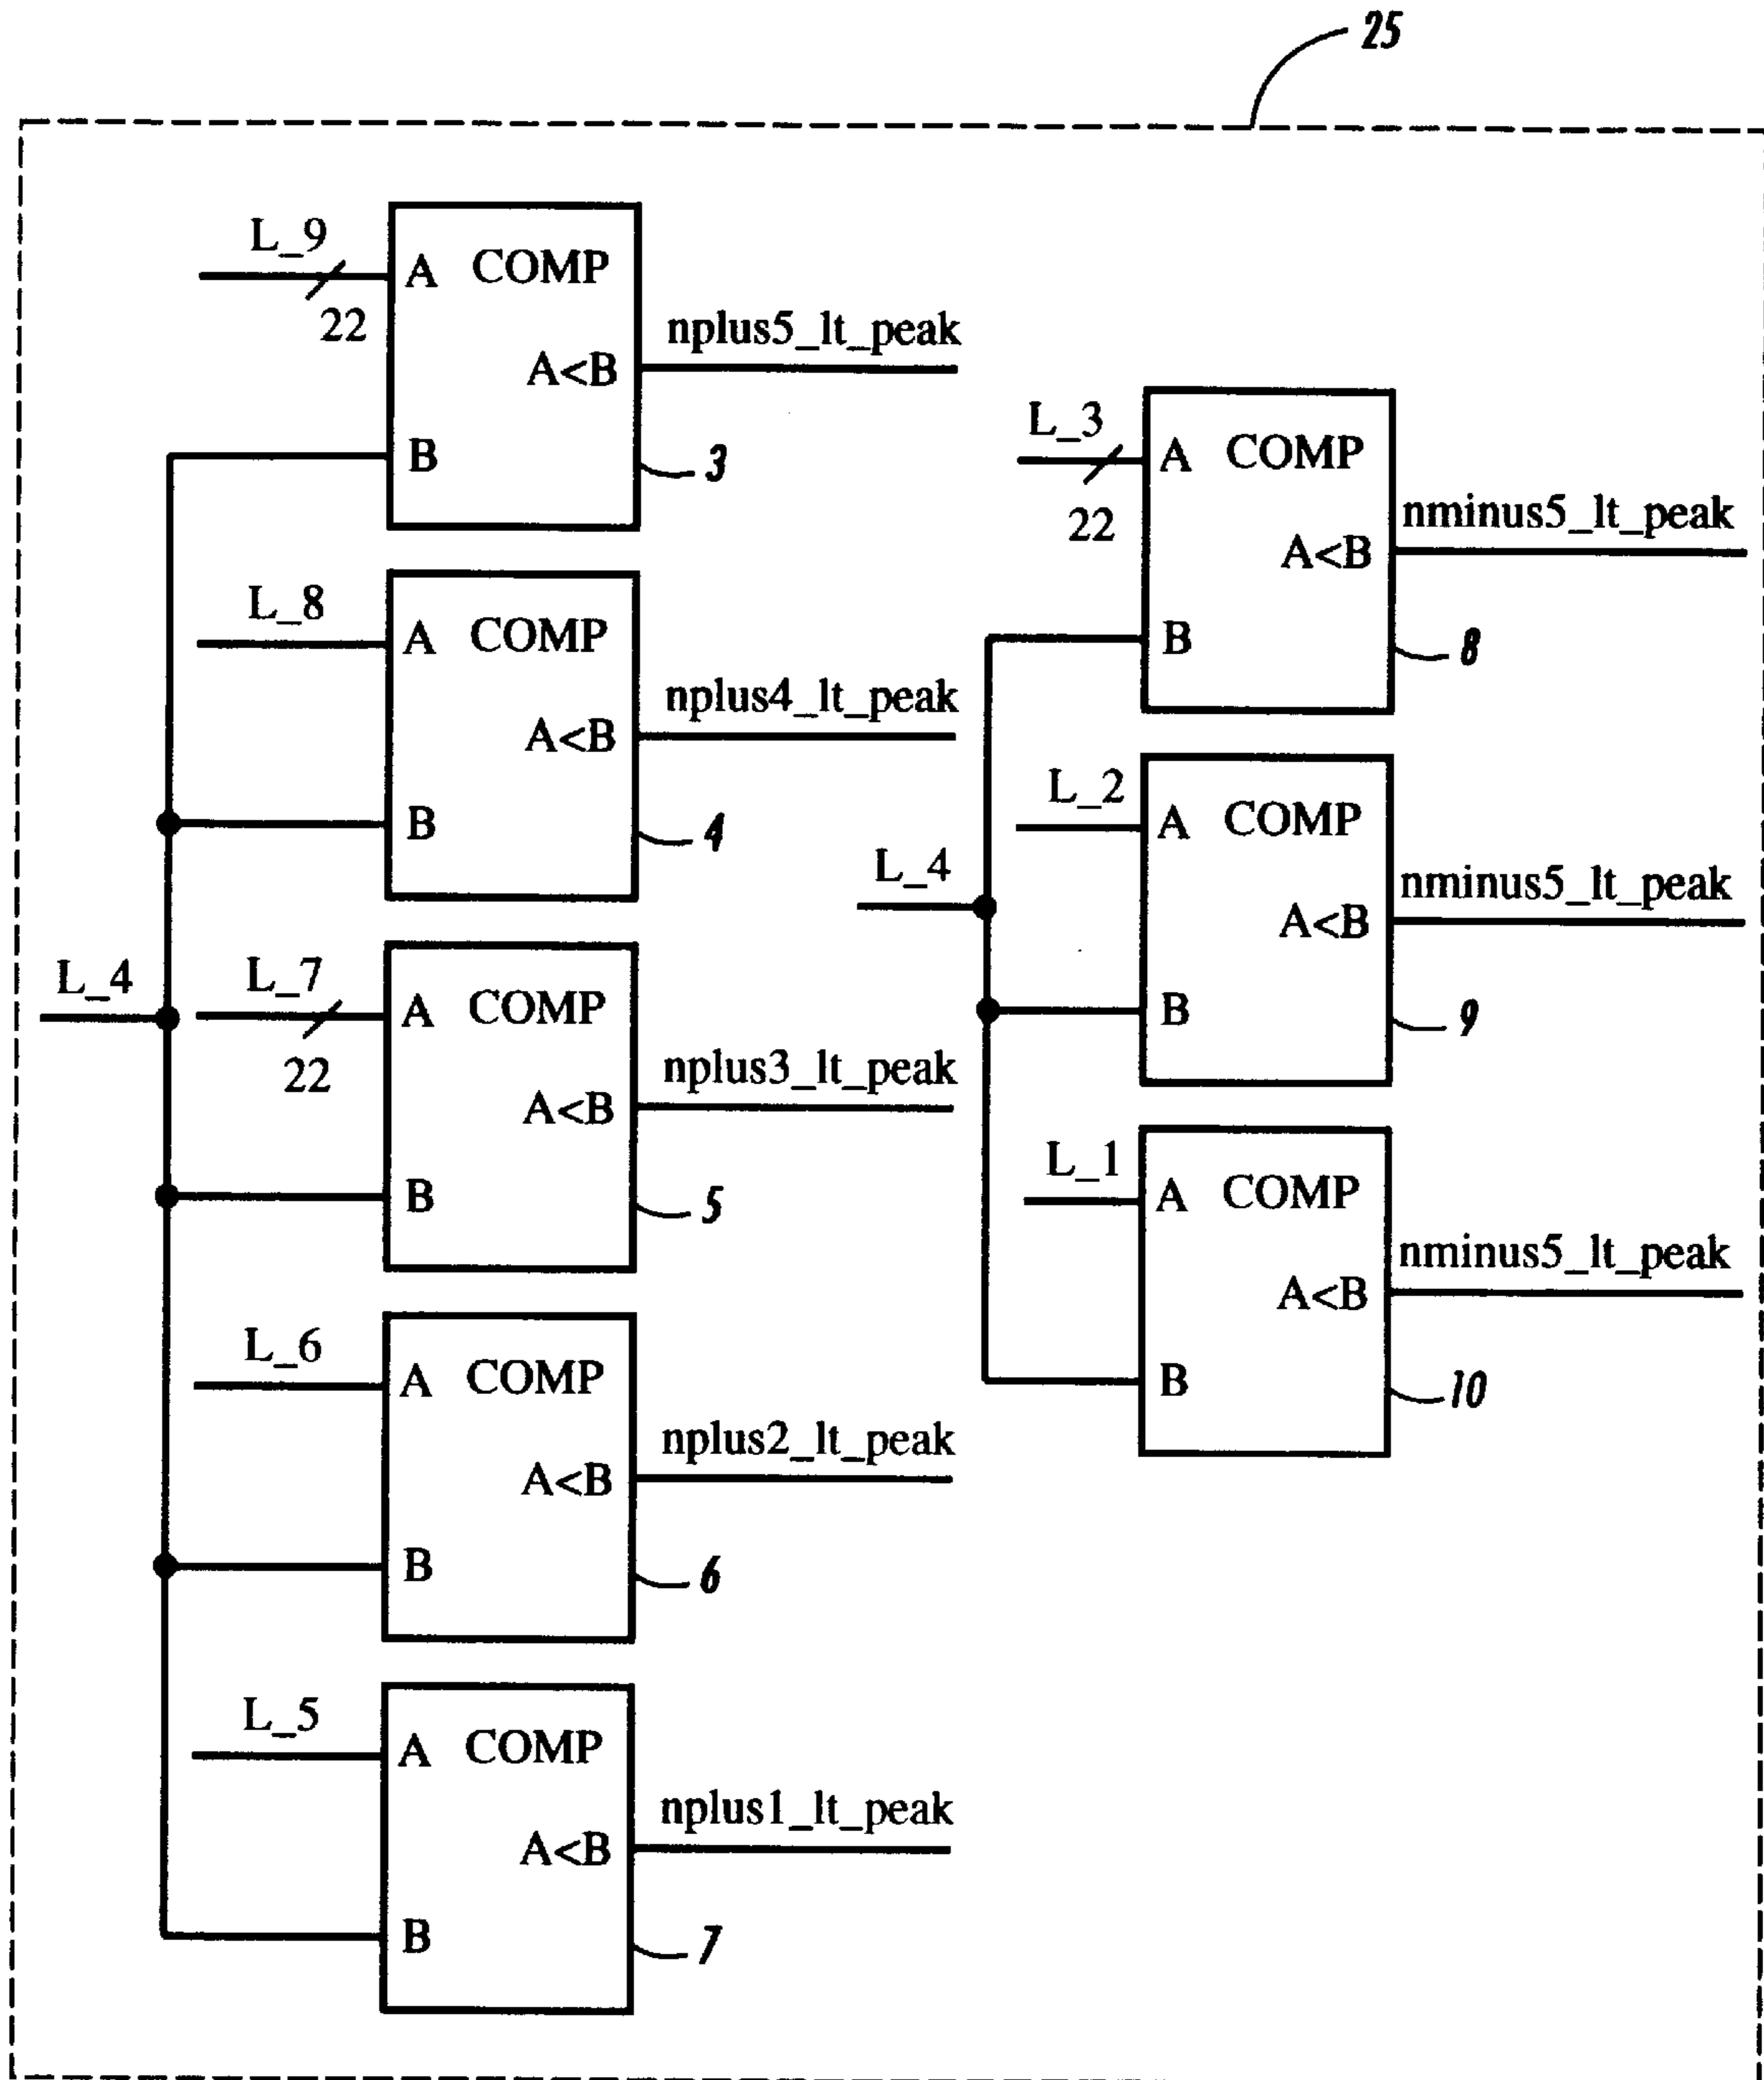 25
L_9
A COMP
22
nplus5_lt_peak
A<B
B
3
L_8
A COMP
nplus4_lt_peak
A<B
B
4
L_4
L_7
A COMP
22
nplus3_lt_peak
A<B
B
5
L_6
A COMP
nplus2_lt_peak
A<B
B
6
L_5
A COMP
nplus1_lt_peak
A<B
B
7
L_3
A COMP
22
nminus5_lt_peak
A<B
B
8
L_4
L_2
A COMP
nminus5_lt_peak
A<B
B
9
L_1
A COMP
nminus5_lt_peak
A<B
B
10